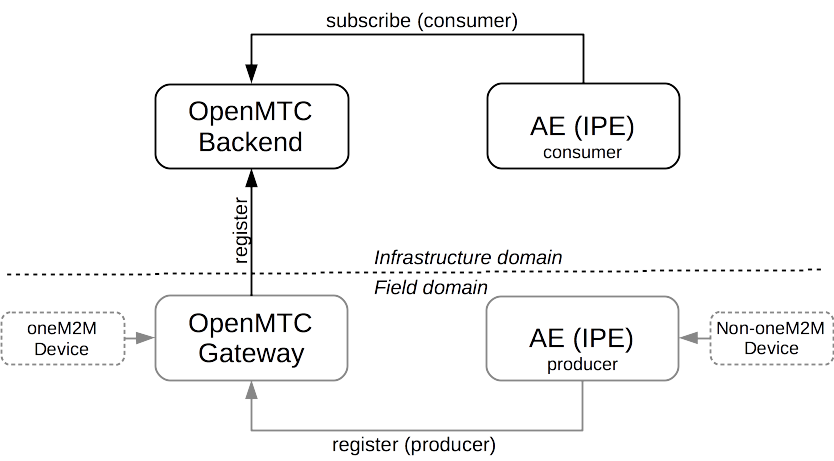 subscribe (consumer)
OpenMTC
Backend
AE (IPE)
consumer
register
Infrastructure domain
Field domain
oneM2M
Device
OpenMTC
Gateway
AE (IPE)
producer
Non-oneM2M
Device
register (producer)